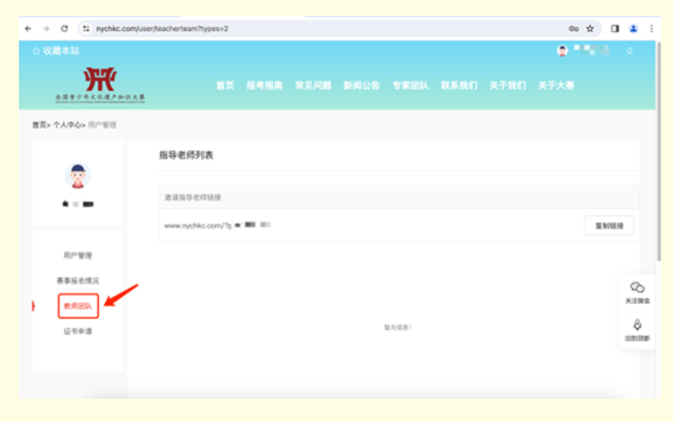 nychkc.com/user/teacherteam?types=2
☆ 收藏本站
全国青少年文化遗产知识大赛
首页 报考指南 常见问题 新闻公告 专家团队 联系我们 关于我们 关于大赛
首页> 个人中心> 用户管理
指导老师列表
邀请指导老师链接
www.nychkc.com/?
复制链接
用户管理
赛事报名情况
教师团队
证书申请
暂无信息!
关注微信
回到顶部